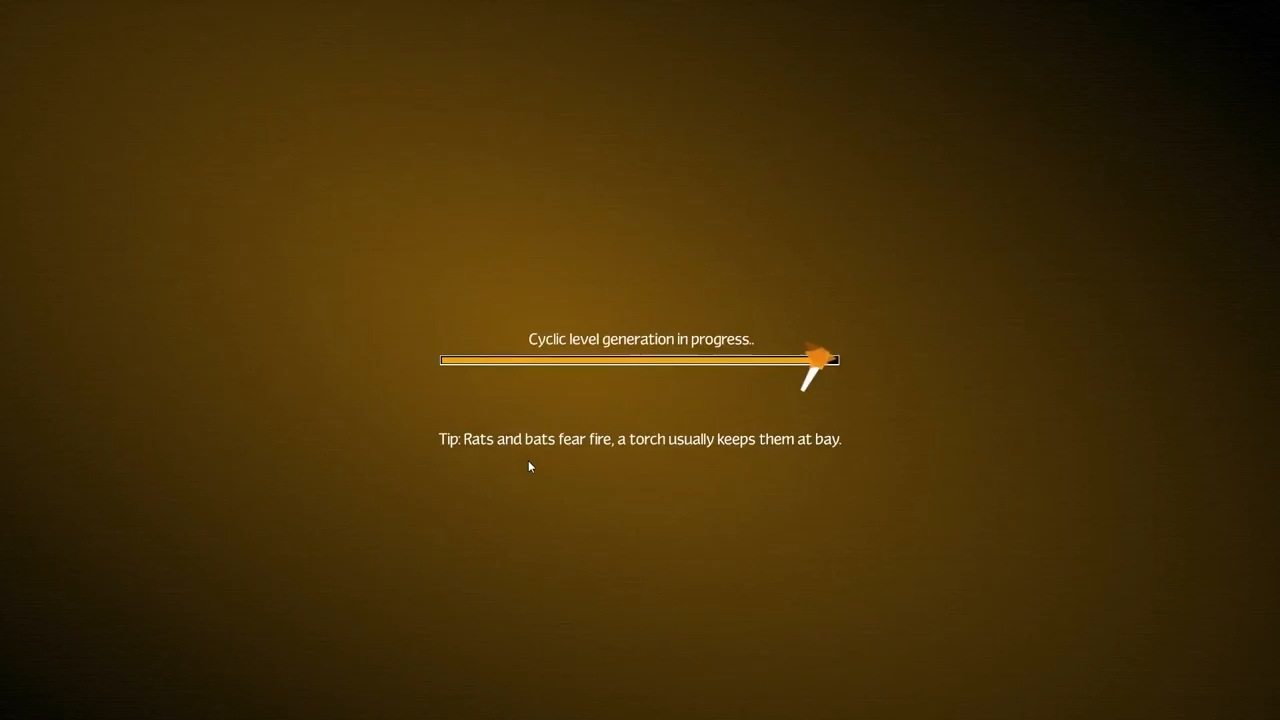 Cyclic level generation in progress..
Tip: Rats and bats fear fire, a torch usually keeps them at bay.